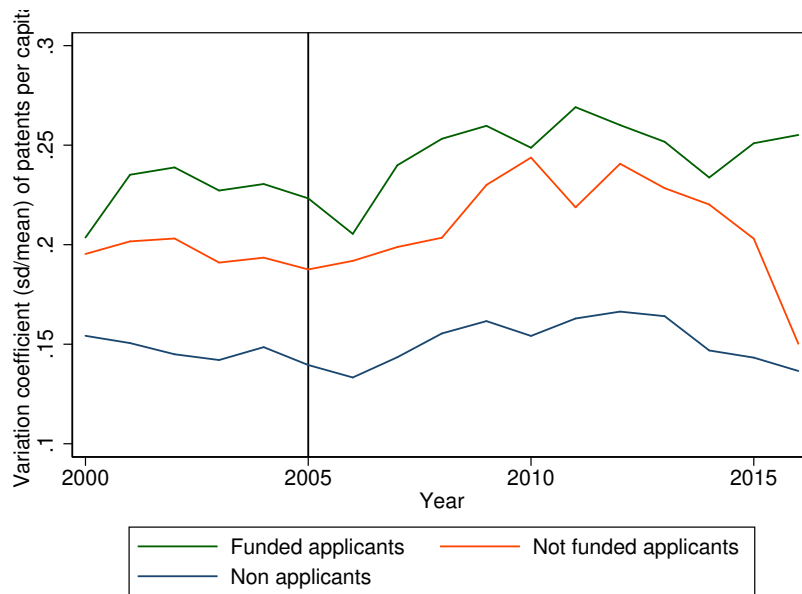 Variation coefficient (sd/mean) of patents per capita
.3
.25
.2
.15
.1
2000 2005 2010 2015
Year
Funded applicants Not funded applicants
Non applicants